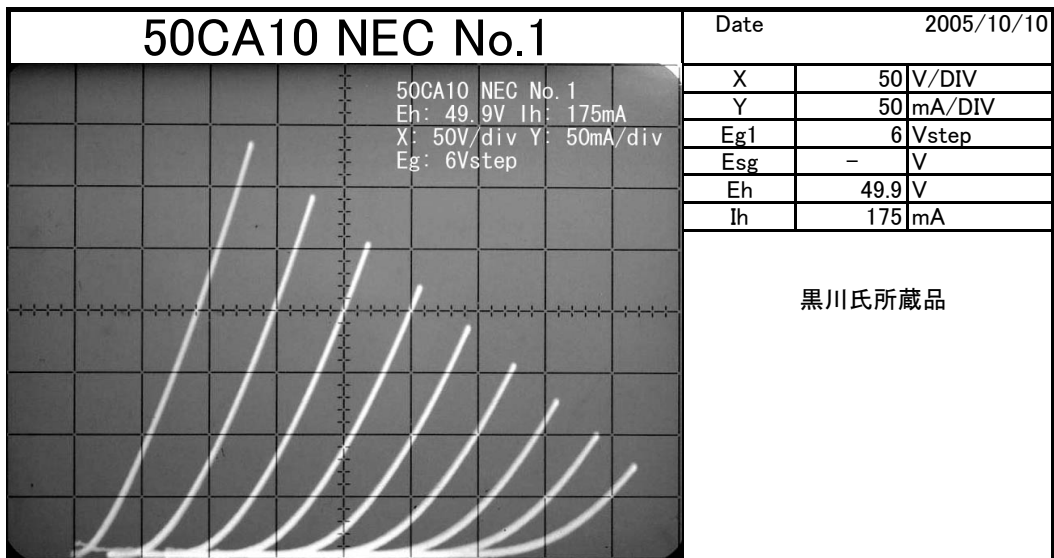 50CA10 NEC No.1
Date 2005/10/10
50CA10 NEC No.1
Eh: 49.9V Ih: 175mA
X: 50V/div Y: 50mA/div
Eg: 6Vstep
X 50 V/DIV
Y 50 mA/DIV
Eg1 6 Vstep
Esg － V
Eh 49.9 V
Ih 175 mA
黒川氏所蔵品